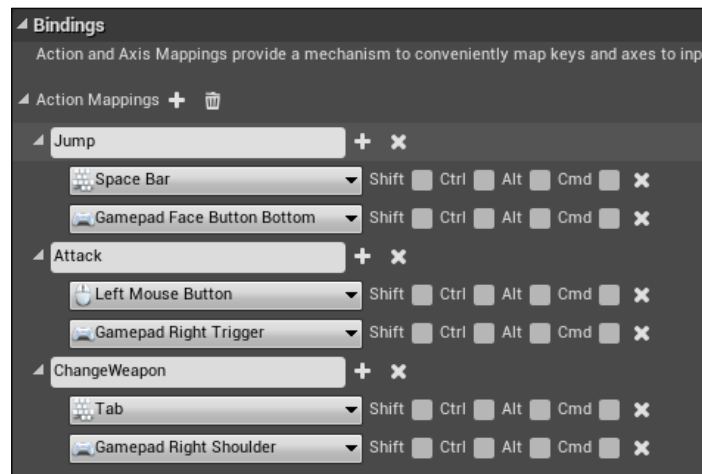 Bindings
Action and Axis Mappings provide a mechanism to conveniently map keys and axes to inp
Action Mappings
Jump
Space Bar Shift Ctrl Alt Cmd
Gamepad Face Button Bottom Shift Ctrl Alt Cmd
Attack
Left Mouse Button Shift Ctrl Alt Cmd
Gamepad Right Trigger Shift Ctrl Alt Cmd
ChangeWeapon
Tab Shift Ctrl Alt Cmd
Gamepad Right Shoulder Shift Ctrl Alt Cmd